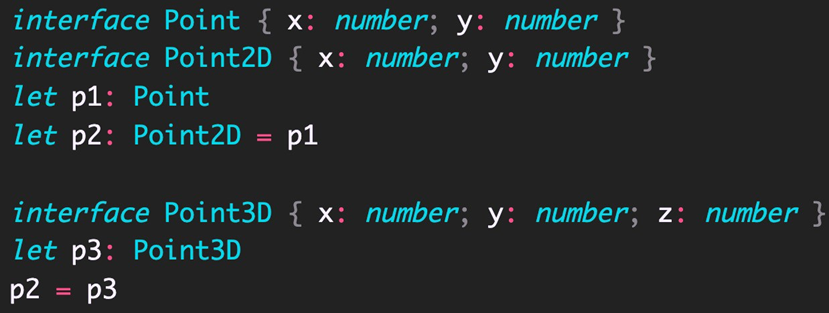 interface Point { x: number; y: number }
interface Point2D { x: number; y: number }
let p1: Point
let p2: Point2D = p1
interface Point3D { x: number; y: number; z: number }
let p3: Point3D
p2 = p3